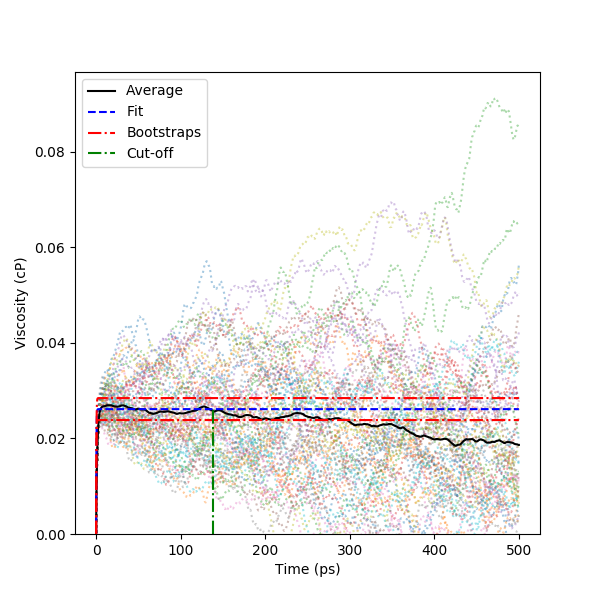 Average
Fit
Bootstraps
Cut-off
Viscosity (cP)
0.08
0.06
0.04
0.02
0.00
0 100 200 300 400 500
Time (ps)